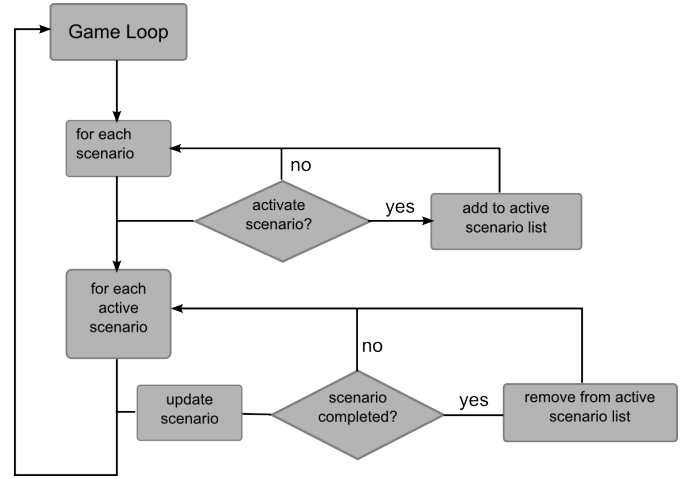 Game Loop
for each
scenario
no
activate
scenario?
yes
add to active
scenario list
for each
active
scenario
no
update
scenario
scenario
completed?
yes
remove from active
scenario list